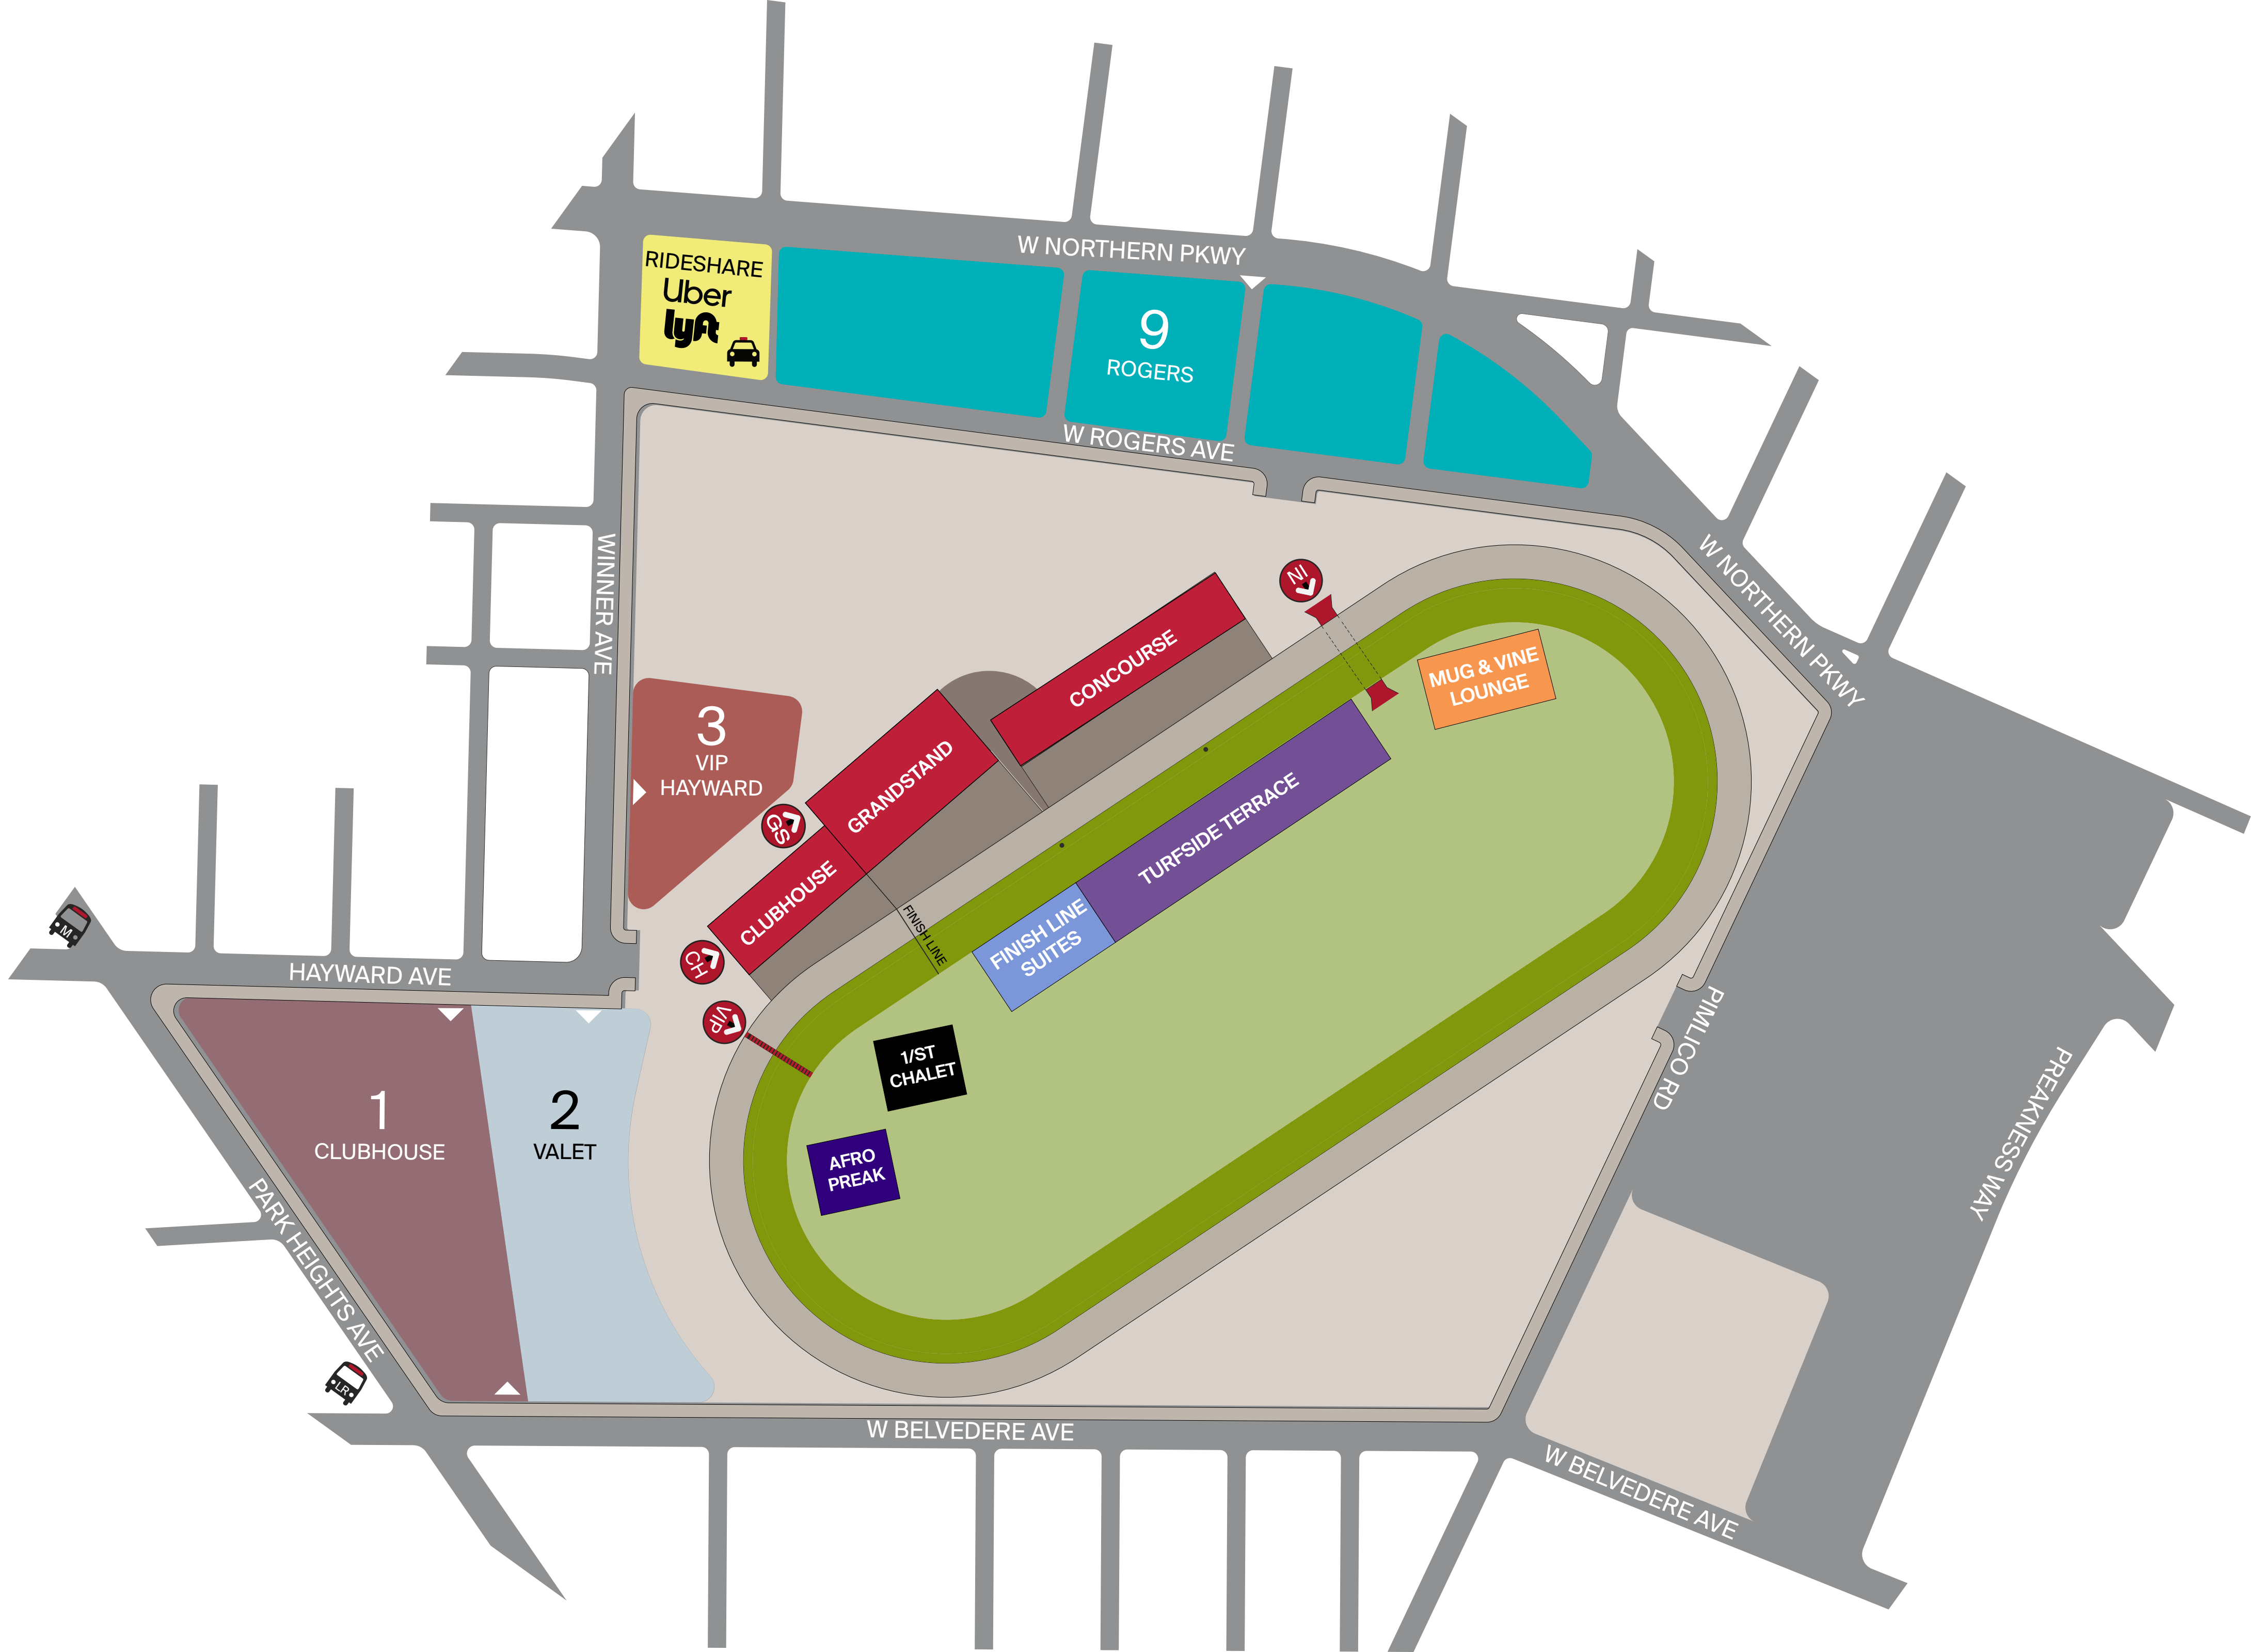 W NORTHERN PKWY
RIDESHARE
Uber
lyft
9
ROGERS
W ROGERS AVE
W NORTHERN PKWY
WINNER AVE
NI
CONCOURSE
MUG & VINE
LOUNGE
3
VIP
HAYWARD
GRANDSTAND
GS
TURFSIDE TERRACE
CLUBHOUSE
FINISH LINE
FINISH LINE
SUITES
M
CH
HAYWARD AVE
VIP
PIMLICO RD
1/ST
CHALET
PREAKNESS WAY
1
CLUBHOUSE
2
VALET
AFRO
PREAK
PARK HEIGHTS AVE
LR
W BELVEDERE AVE
W BELVEDERE AVE